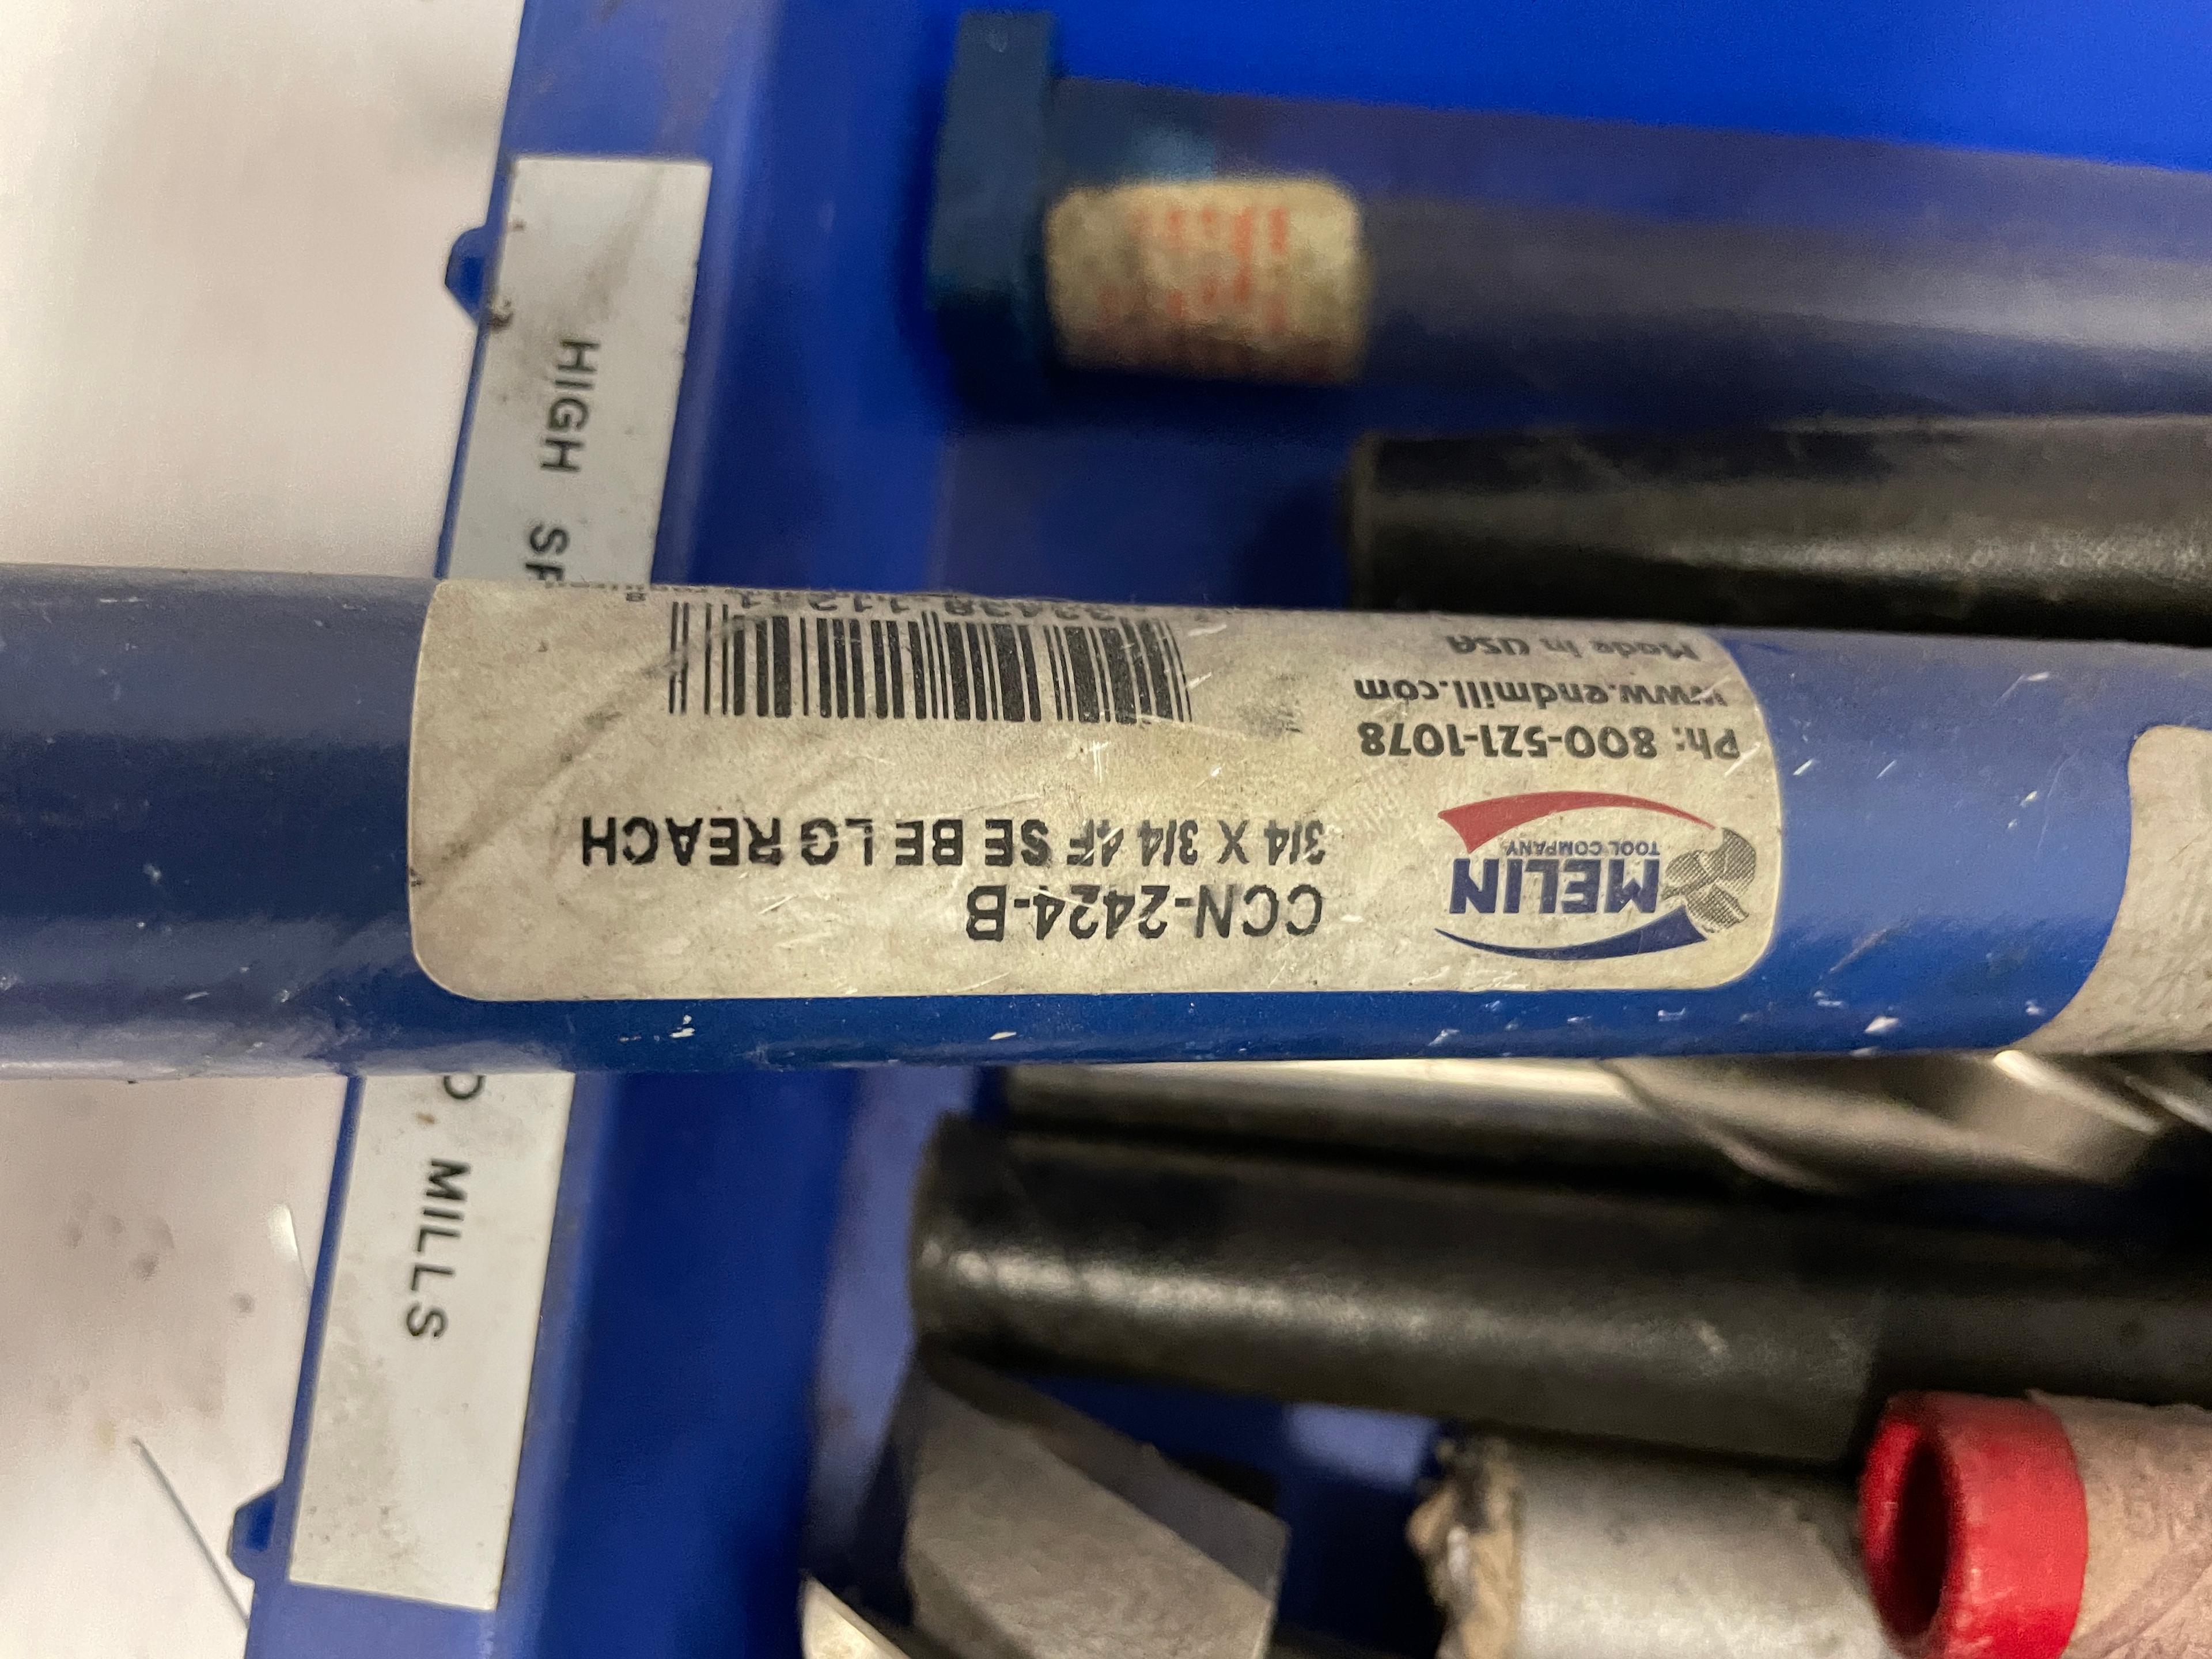 MELIN
TOOL COMPANY
CCN-2424-B
3/4 X 3/4 4F SE BE LG REACH
Ph: 800-521-1078
www.endmill.com
Made in USA
HIGH
MILLS